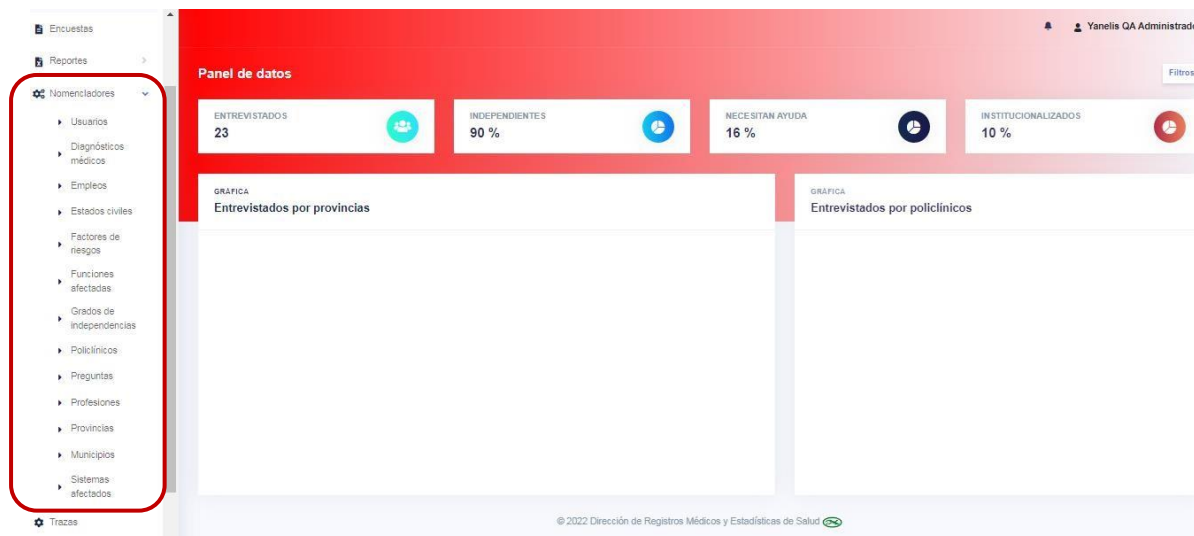 Encuestas
Reportes
Nomencladores
Usuarios
Diagnósticos
médicos
Empleos
Estados civiles
Factores de
riesgos
Funciones
afectadas
Grados de
independencias
Policlínicos
Preguntas
Profesiones
Provincias
Municipios
Sistemas
afectados
Trazas
Yanelis QA Administrado
Panel de datos
Filtros
ENTREVISTADOS
23
INDEPENDIENTES
90 %
NECESITAN AYUDA
16 %
INSTITUCIONALIZADOS
10 %
GRÁFICA
Entrevistados por provincias
GRÁFICA
Entrevistados por policlínicos
© 2022 Dirección de Registros Médicos y Estadísticas de Salud